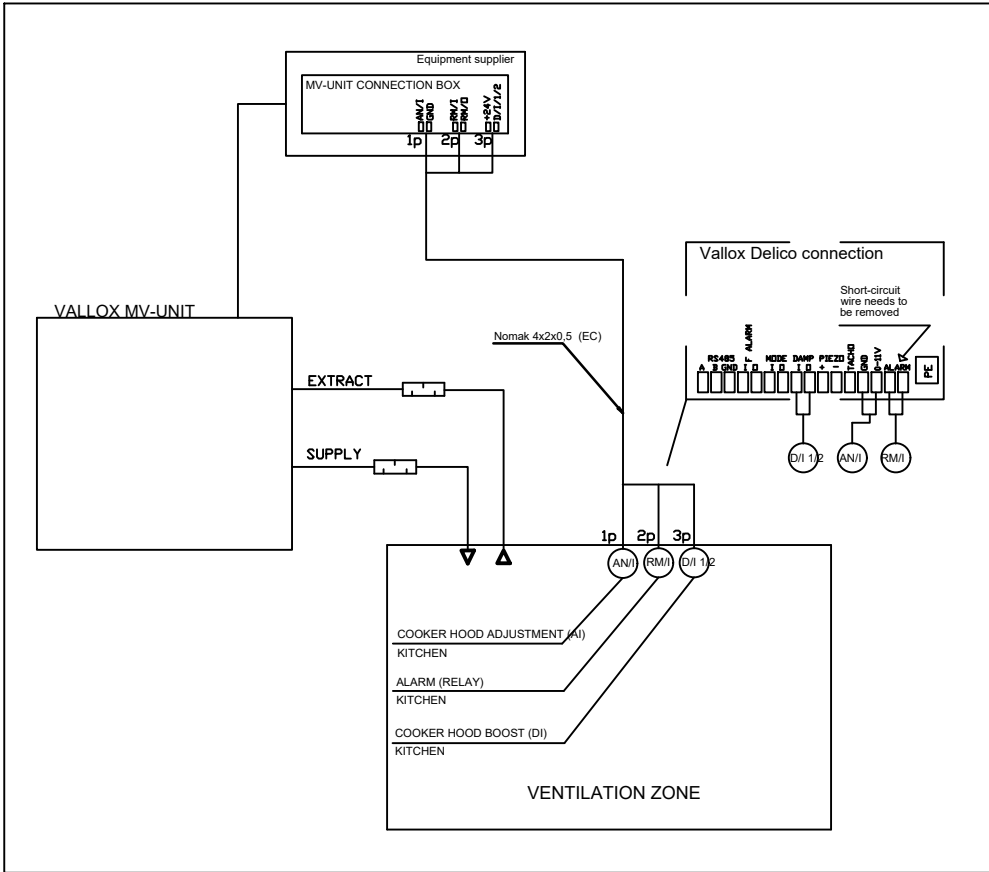 Equipment supplier
MV-UNIT CONNECTION BOX
AN/I
GND
RM/I
RM/O
+24V
D/I/1/2
1p 2p 3p
Vallox Delico connection
Short-circuit
wire needs to
be removed
VALLOX MV-UNIT
Nomak 4x2x0,5 (EC)
EXTRACT
SUPPLY
RS485 F ALARM MODE DAMP PIEZO TACHO GND 0-11V ALARM
A B GND I O I O I O + -
PE
D/I 1/2 AN/I RM/I
1p 2p 3p
AN/I RM/I D/I 1/2
COOKER HOOD ADJUSTMENT (AI)
KITCHEN
ALARM (RELAY)
KITCHEN
COOKER HOOD BOOST (DI)
KITCHEN
VENTILATION ZONE